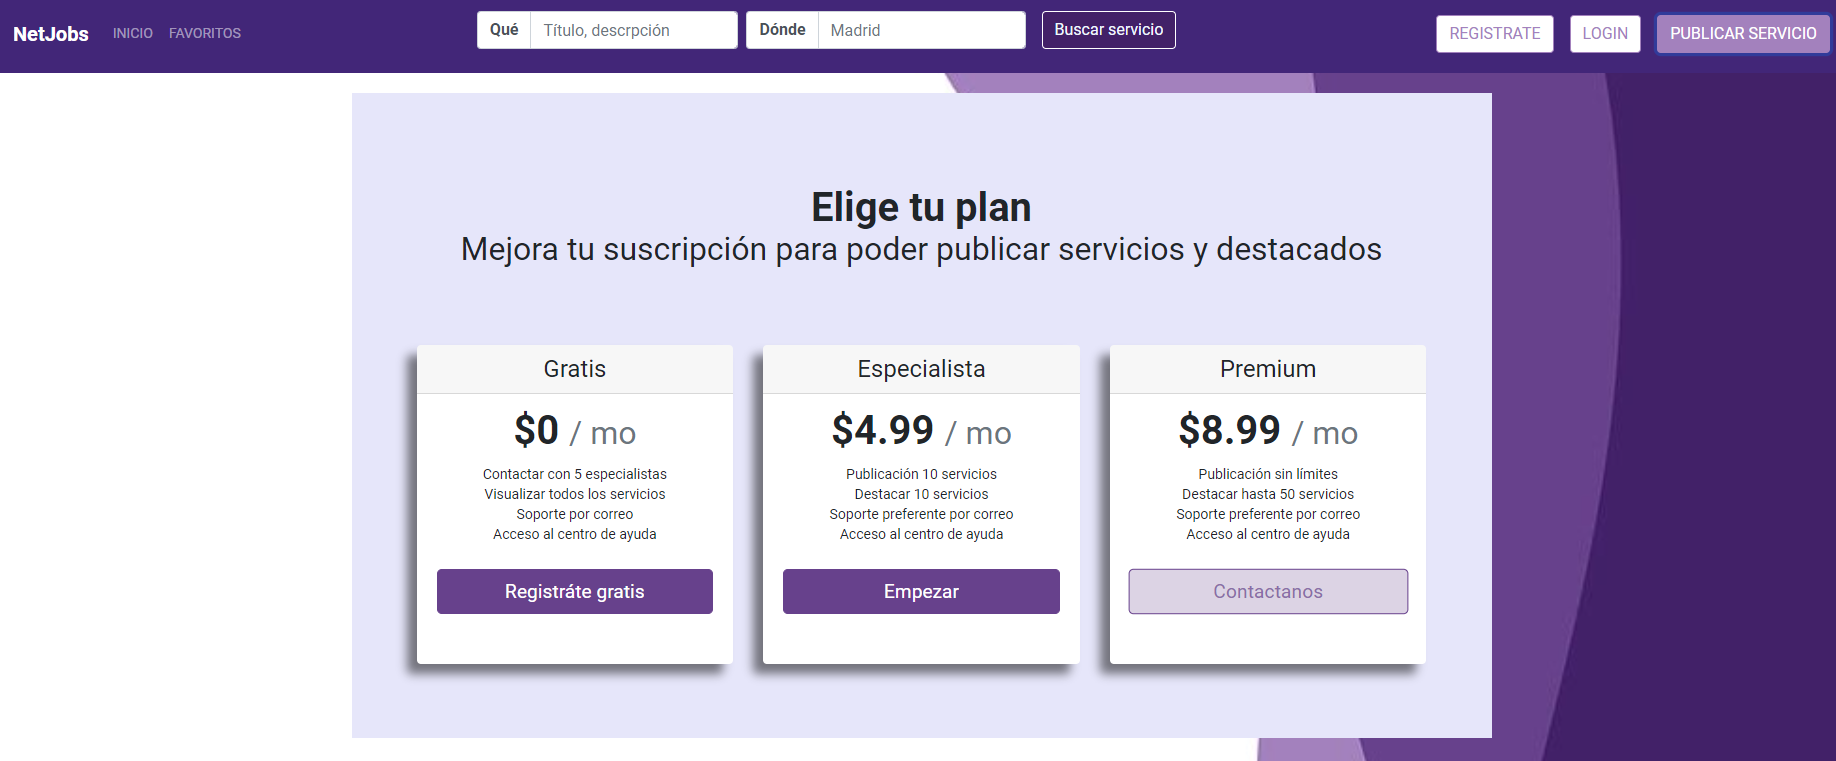 NetJobs INICIO FAVORITOS Qué Título, descrpción Dónde Madrid Buscar servicio REGISTRATE LOGIN PUBLICAR SERVICIO
Elige tu plan
Mejora tu suscripción para poder publicar servicios y destacados
Gratis
$0 / mo
Contactar con 5 especialistas
Visualizar todos los servicios
Soporte por correo
Acceso al centro de ayuda
Registráte gratis
Especialista
$4.99 / mo
Publicación 10 servicios
Destacar 10 servicios
Soporte preferente por correo
Acceso al centro de ayuda
Empezar
Premium
$8.99 / mo
Publicación sin límites
Destacar hasta 50 servicios
Soporte preferente por correo
Acceso al centro de ayuda
Contactanos